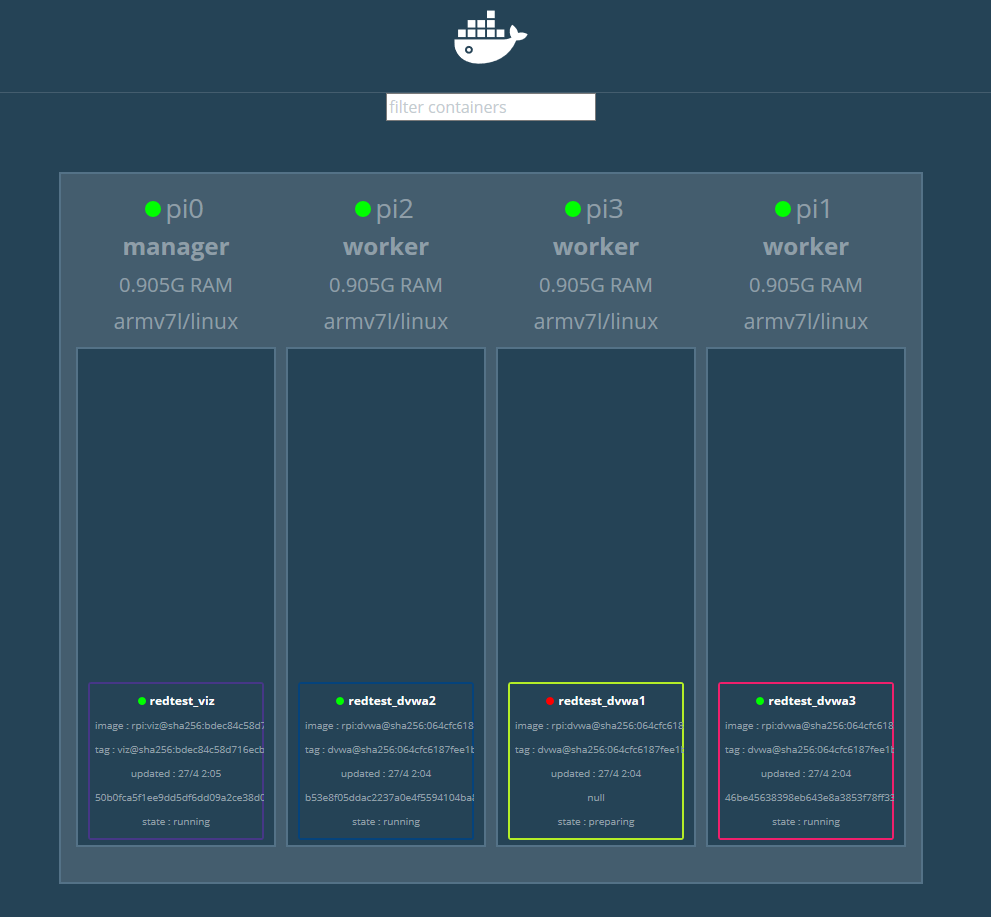 filter containers
pi0
manager
0.905G RAM
armv7l/linux
pi2
worker
0.905G RAM
armv7l/linux
pi3
worker
0.905G RAM
armv7l/linux
pi1
worker
0.905G RAM
armv7l/linux
redtest_viz
image : rpi:viz@sha256:bdec84c58d7
tag : viz@sha256:bdec84c58d716ecb
updated : 27/4 2:05
50b0fca5f1ee9dd5df6dd09a2ce38d0
state : running
redtest_dvwa2
image : rpi:dvwa@sha256:064cfc618
tag : dvwa@sha256:064cfc6187fee1b
updated : 27/4 2:04
b53e8f05ddac2237a0e4f5594104ba8
state : running
redtest_dvwa1
image : rpi:dvwa@sha256:064cfc618
tag : dvwa@sha256:064cfc6187fee1b
updated : 27/4 2:04
null
state : preparing
redtest_dvwa3
image : rpi:dvwa@sha256:064cfc618
tag : dvwa@sha256:064cfc6187fee1b
updated : 27/4 2:04
46be45638398eb643e8a3853f78ff33
state : running